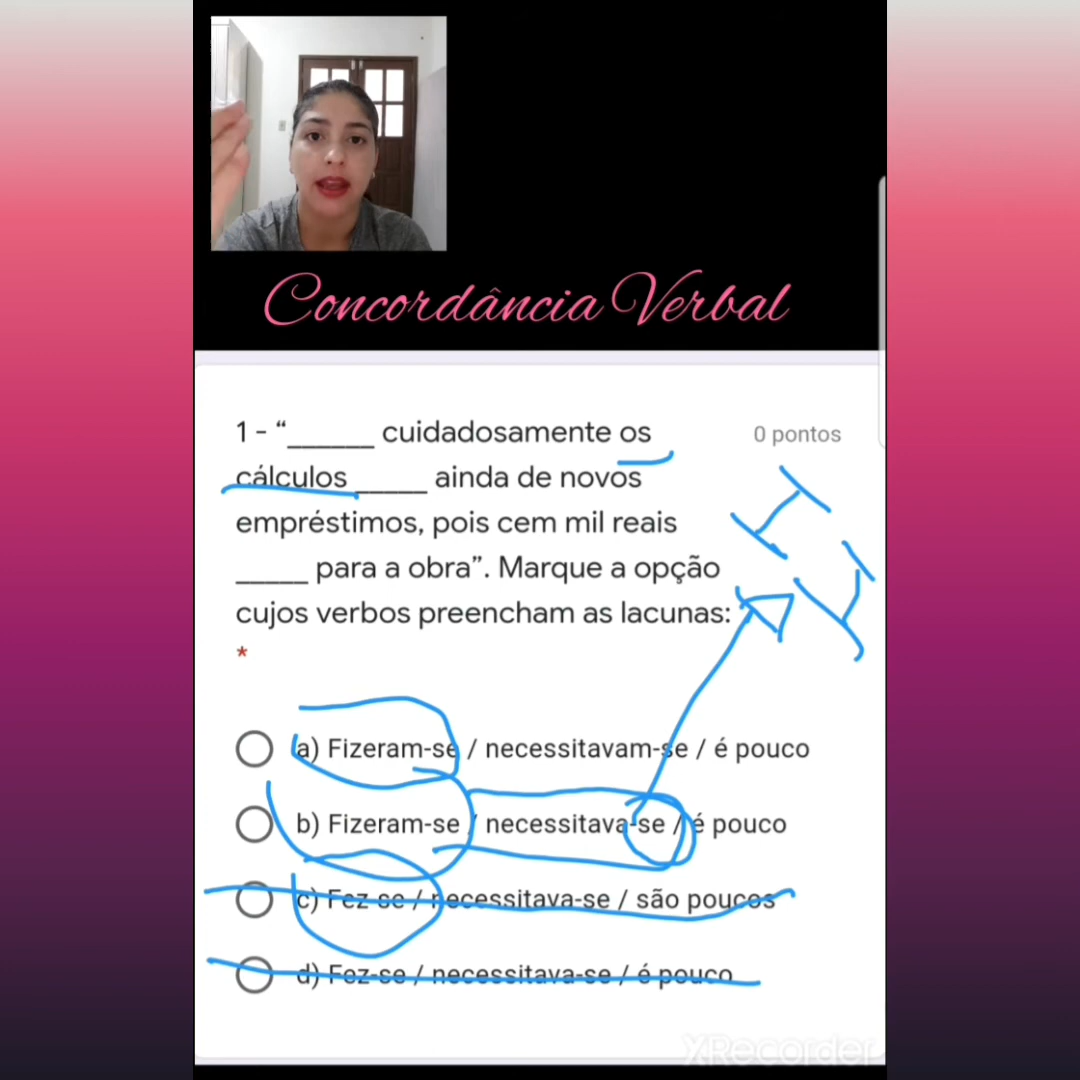 Concordância Verbal
1 - “______ cuidadosamente os
0 pontos
cálculos _____ ainda de novos
empréstimos, pois cem mil reais
_____ para a obra”. Marque a opção
cujos verbos preencham as lacunas:
*
a) Fizeram-se / necessitavam-se / é pouco
b) Fizeram-se / necessitava-se / é pouco
c) Fez-se / necessitava-se / são poucos
d) Fez-se / necessitava-se / é pouco
XRecorder